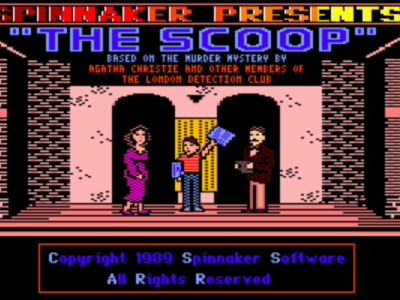 SPINNAKER PRESENTS
"THE SCOOP"
BASED ON THE MURDER MYSTERY BY
AGATHA CHRISTIE AND OTHER MEMBERS OF
THE LONDON DETECTION CLUB
Copyright 1989 Spinnaker Software
All Rights Reserved